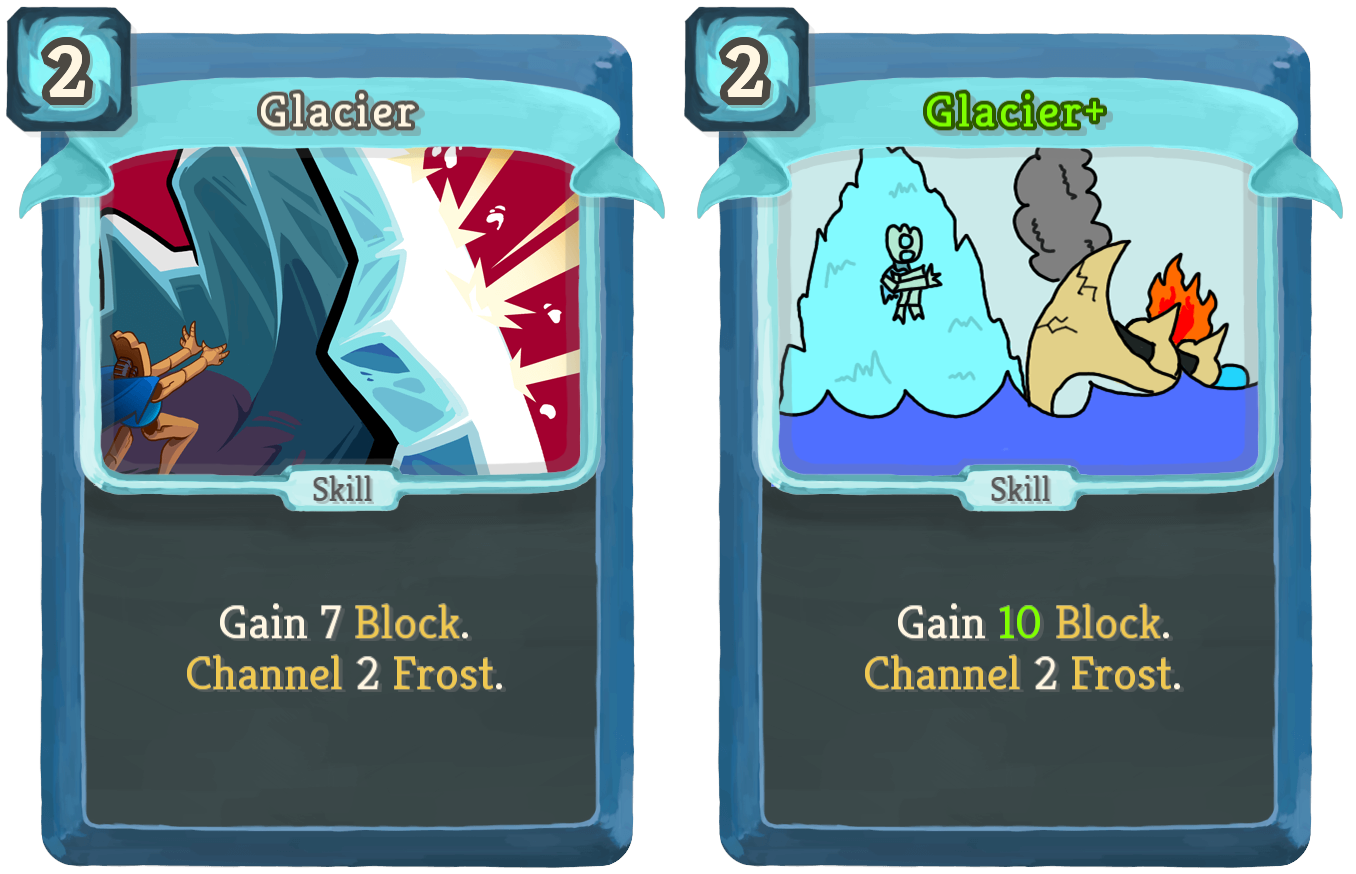 2
Glacier
Skill
Gain 7 Block.
Channel 2 Frost.
2
Glacier+
Skill
Gain 10 Block.
Channel 2 Frost.